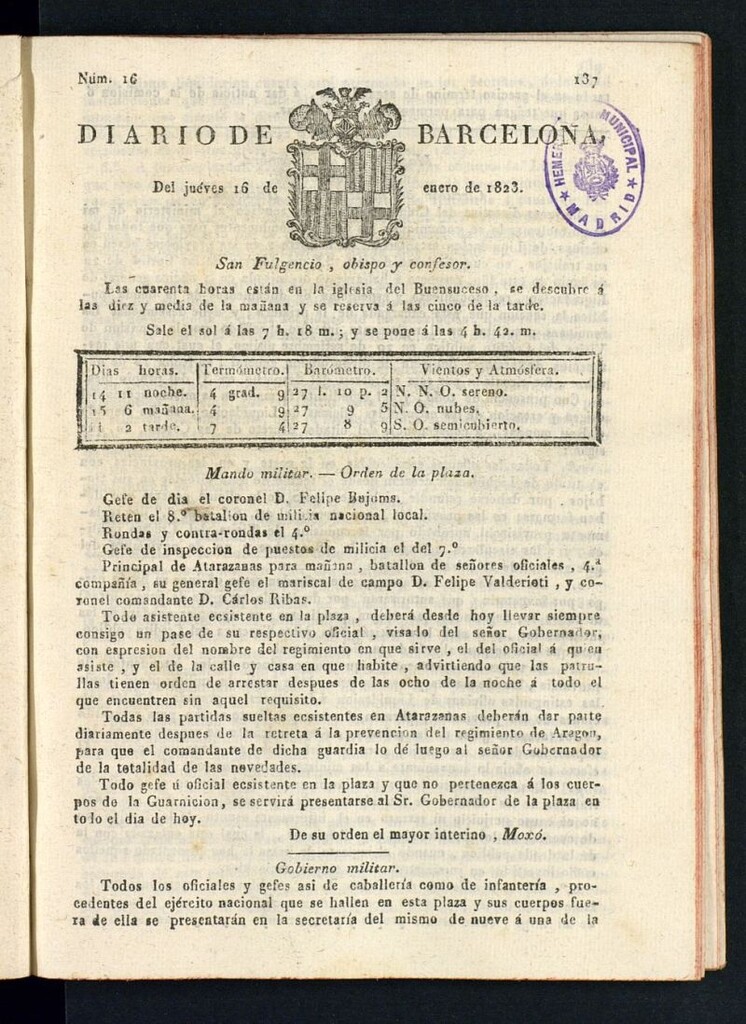 Núm. 16
137
DIARIO DE BARCELONA,
Del juéves 16 de enero de 1823.
HEMEROTECA MUNICIPAL
★ MADRID ★
San Fulgencio , obispo y confesor.
Las cuarenta horas están en la iglesia del Buensuceso , se descubre á
las diez y media de la mañana y se reserva á las cinco de la tarde.
Sale el sol á las 7 h. 18 m. ; y se pone á las 4 h. 42. m.
Dias horas. Termómetro. Barómetro. Vientos y Atmósfera.
14 11 noche. 4 grad. 9 27 l. 10 p. 2 N. N. O. sereno.
15 6 mañana. 4 9 27 9 5 N. O. nubes.
2 tarde. 7 4 27 8 9 S. O. semicubierto.
Mando militar. — Orden de la plaza.
Gefe de dia el coronel D. Felipe Bajoms.
Reten el 8.º batallon de milicia nacional local.
Rondas y contra-rondas el 4.º
Gefe de inspeccion de puestos de milicia el del 7.º
Principal de Atarazanas para mañana , batallon de señores oficiales , 4.ª
compañía , su general gefe el mariscal de campo D. Felipe Valderioti , y co-
ronel comandante D. Cárlos Ribas.
Todo asistente ecsistente en la plaza , deberá desde hoy llevar siempre
consigo un pase de su respectivo oficial , visa lo del señor Gobernador,
con espresion del nombre del regimiento en que sirve , el del oficial á quien
asiste , y el de la calle y casa en que habite , advirtiendo que las patru-
llas tienen orden de arrestar despues de las ocho de la noche á todo el
que encuentren sin aquel requisito.
Todas las partidas sueltas ecsistentes en Atarazanas deberán dar parte
diariamente despues de la retreta á la prevencion del regimiento de Aragon,
para que el comandante de dicha guardia lo dé luego al señor Gobernador
de la totalidad de las novedades.
Todo gefe ú oficial ecsistente en la plaza y que no pertenezca á los cuer-
pos de la Guarnicion, se servirá presentarse al Sr. Gobernador de la plaza en
to lo el dia de hoy.
De su orden el mayor interino , Moxó.
Gobierno militar.
Todos los oficiales y gefes asi de caballería como de infantería , pro-
cedentes del ejército nacional que se hallen en esta plaza y sus cuerpos fue-
ra de ella se presentarán en la secretaría del mismo de nueve á una de la